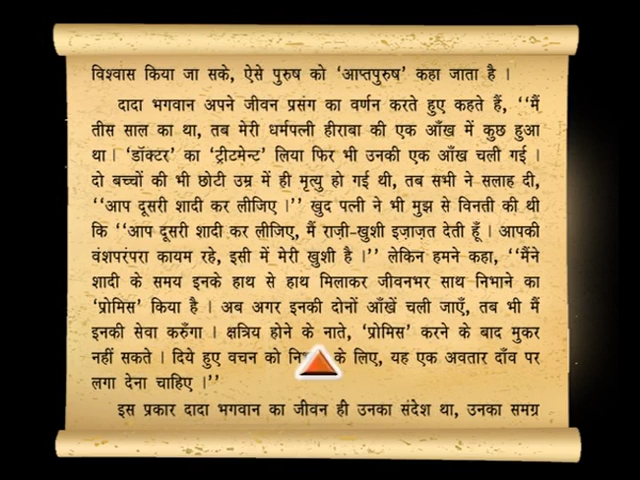 विश्वास किया जा सके, ऐसे पुरुष को ‘आप्तपुरुष’ कहा जाता है ।
दादा भगवान अपने जीवन प्रसंग का वर्णन करते हुए कहते हैं, ‘‘मैं
तीस साल का था, तब मेरी धर्मपत्नी हीराबा की एक आँख में कुछ हुआ
था । ‘डॉक्टर’ का ‘ट्रीटमेन्ट’ लिया फिर भी उनकी एक आँख चली गई ।
दो बच्चों की भी छोटी उम्र में ही मृत्यु हो गई थी, तब सभी ने सलाह दी,
‘‘आप दूसरी शादी कर लीजिए ।’’ खुद पत्नी ने भी मुझ से विनती की थी
कि ‘‘आप दूसरी शादी कर लीजिए, मैं राज़ी-खुशी इज़ाज़त देती हूँ । आपकी
वंशपरंपरा कायम रहे, इसी में मेरी खुशी है ।’’ लेकिन हमने कहा, ‘‘मैंने
शादी के समय इनके हाथ से हाथ मिलाकर जीवनभर साथ निभाने का
‘प्रोमिस’ किया है । अब अगर इनकी दोनों आँखें चली जाएँ, तब भी मैं
इनकी सेवा करुँगा । क्षत्रिय होने के नाते, ‘प्रोमिस’ करने के बाद मुकर
नहीं सकते । दिये हुए वचन को के लिए, यह एक अवतार दाँव पर
लगा देना चाहिए ।’’
इस प्रकार दादा भगवान का जीवन ही उनका संदेश था, उनका समग्र